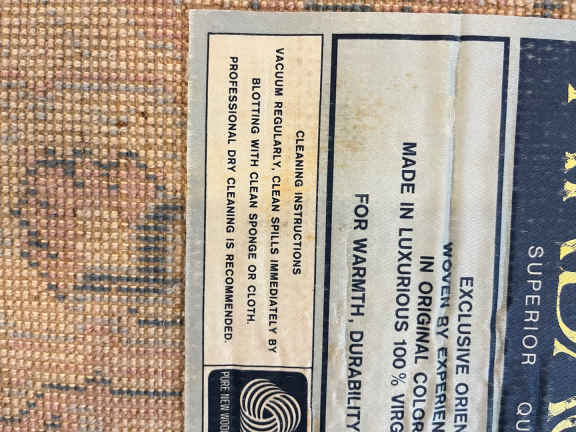 SUPERIOR QU
EXCLUSIVE ORIEN
WOVEN BY EXPERIEN
IN ORIGINAL COLOR
MADE IN LUXURIOUS 100% VIRG
FOR WARMTH, DURABILITY
CLEANING INSTRUCTIONS
VACUUM REGULARLY, CLEAN SPILLS IMMEDIATELY BY
BLOTTING WITH CLEAN SPONGE OR CLOTH.
PROFESSIONAL DRY CLEANING IS RECOMMENDED.
PURE NEW WOO